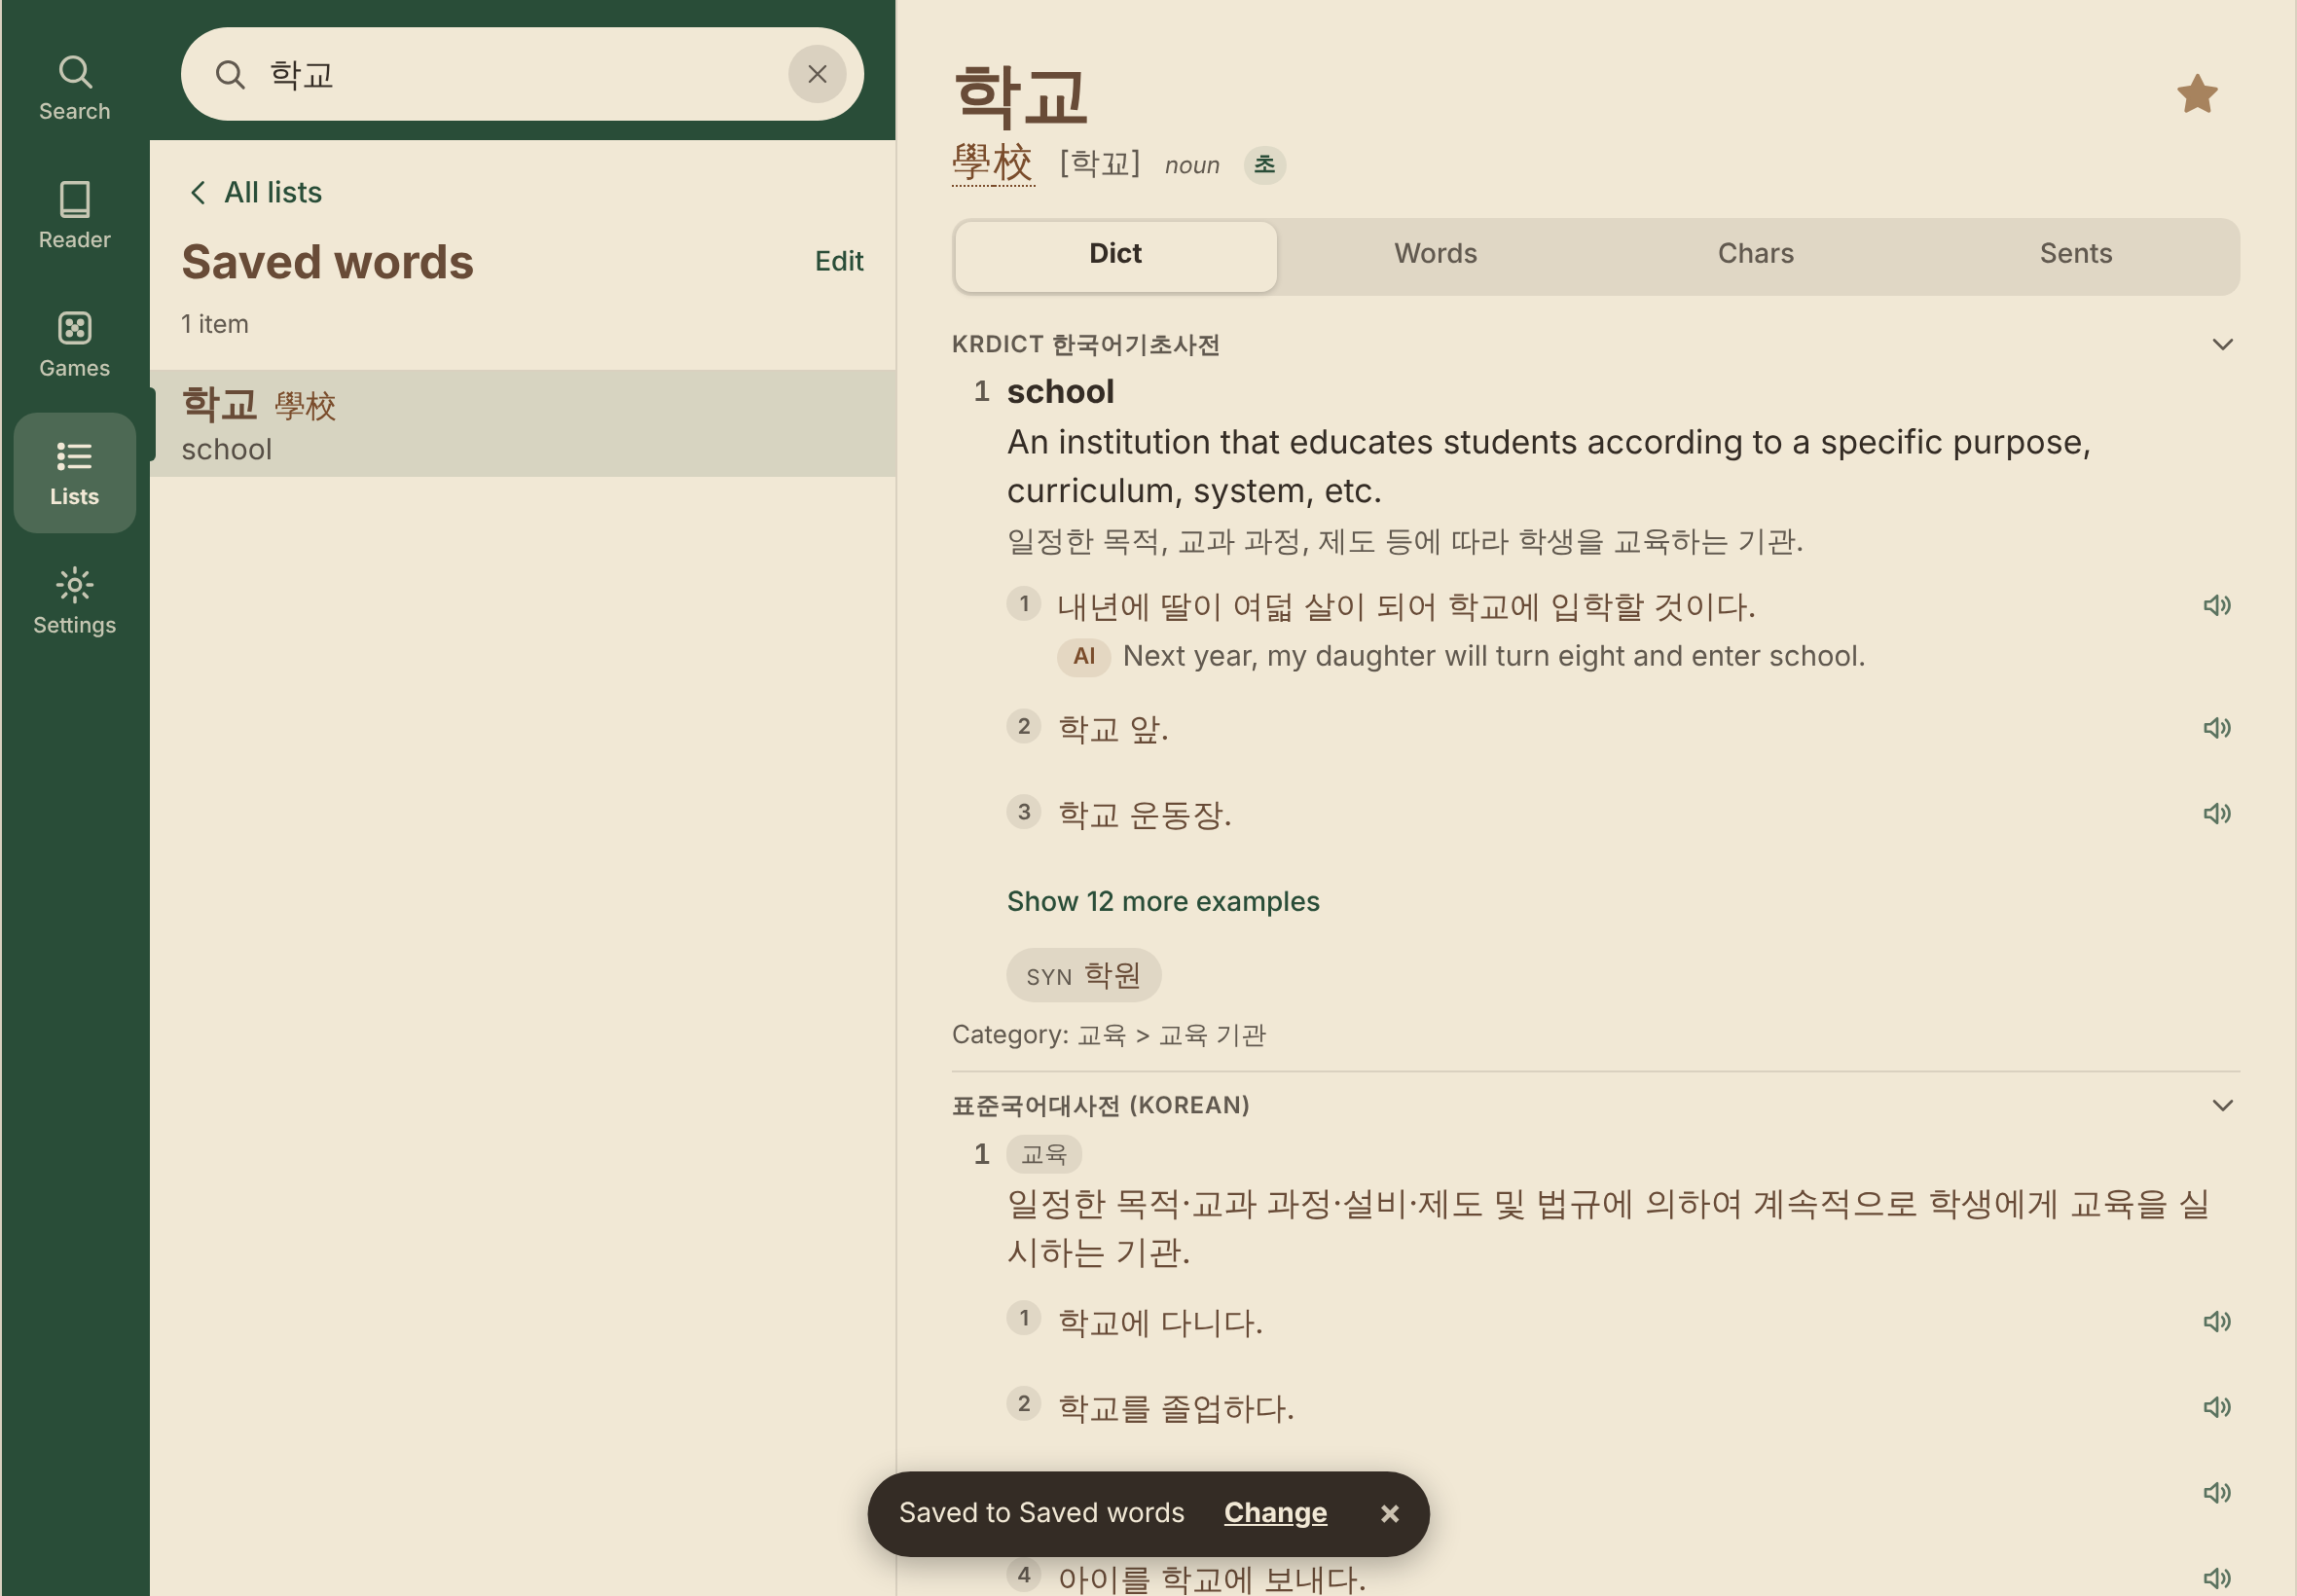 Search
Reader
Games
Lists
Settings
학교
All lists
Saved words
Edit
1 item
학교 學校
school
학교
學校 [학꾜] noun 초
Dict Words Chars Sents
KRDICT 한국어기초사전
1 school
An institution that educates students according to a specific purpose,
curriculum, system, etc.
일정한 목적, 교과 과정, 제도 등에 따라 학생을 교육하는 기관.
1 내년에 딸이 여덟 살이 되어 학교에 입학할 것이다.
AI Next year, my daughter will turn eight and enter school.
2 학교 앞.
3 학교 운동장.
Show 12 more examples
SYN 학원
Category: 교육 > 교육 기관
표준국어대사전 (KOREAN)
1 교육
일정한 목적·교과 과정·설비·제도 및 법규에 의하여 계속적으로 학생에게 교육을 실
시하는 기관.
1 학교에 다니다.
2 학교를 졸업하다.
Saved to Saved words Change ×
4 아이를 학교에 보내다.